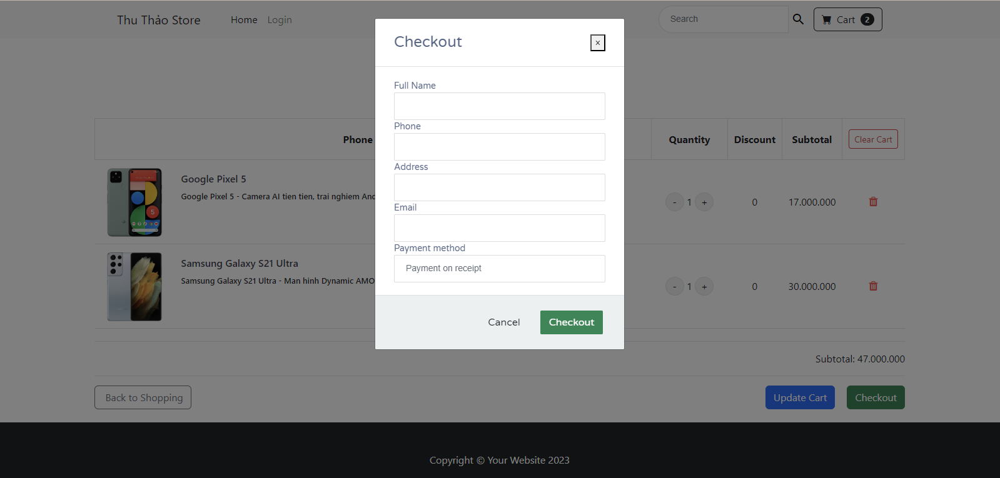 Thu Thảo Store Home Login Search Cart 2
Checkout ×
Full Name
Phone
Address
Email
Payment method
Payment on receipt
Cancel Checkout
Phone Quantity Discount Subtotal Clear Cart
Google Pixel 5
Google Pixel 5 - Camera AI tien tien, trai nghiem
- 1 + 0 17.000.000
Samsung Galaxy S21 Ultra
Samsung Galaxy S21 Ultra - Man hinh Dynamic
- 1 + 0 30.000.000
Subtotal: 47.000.000
Back to Shopping Update Cart Checkout
Copyright © Your Website 2023